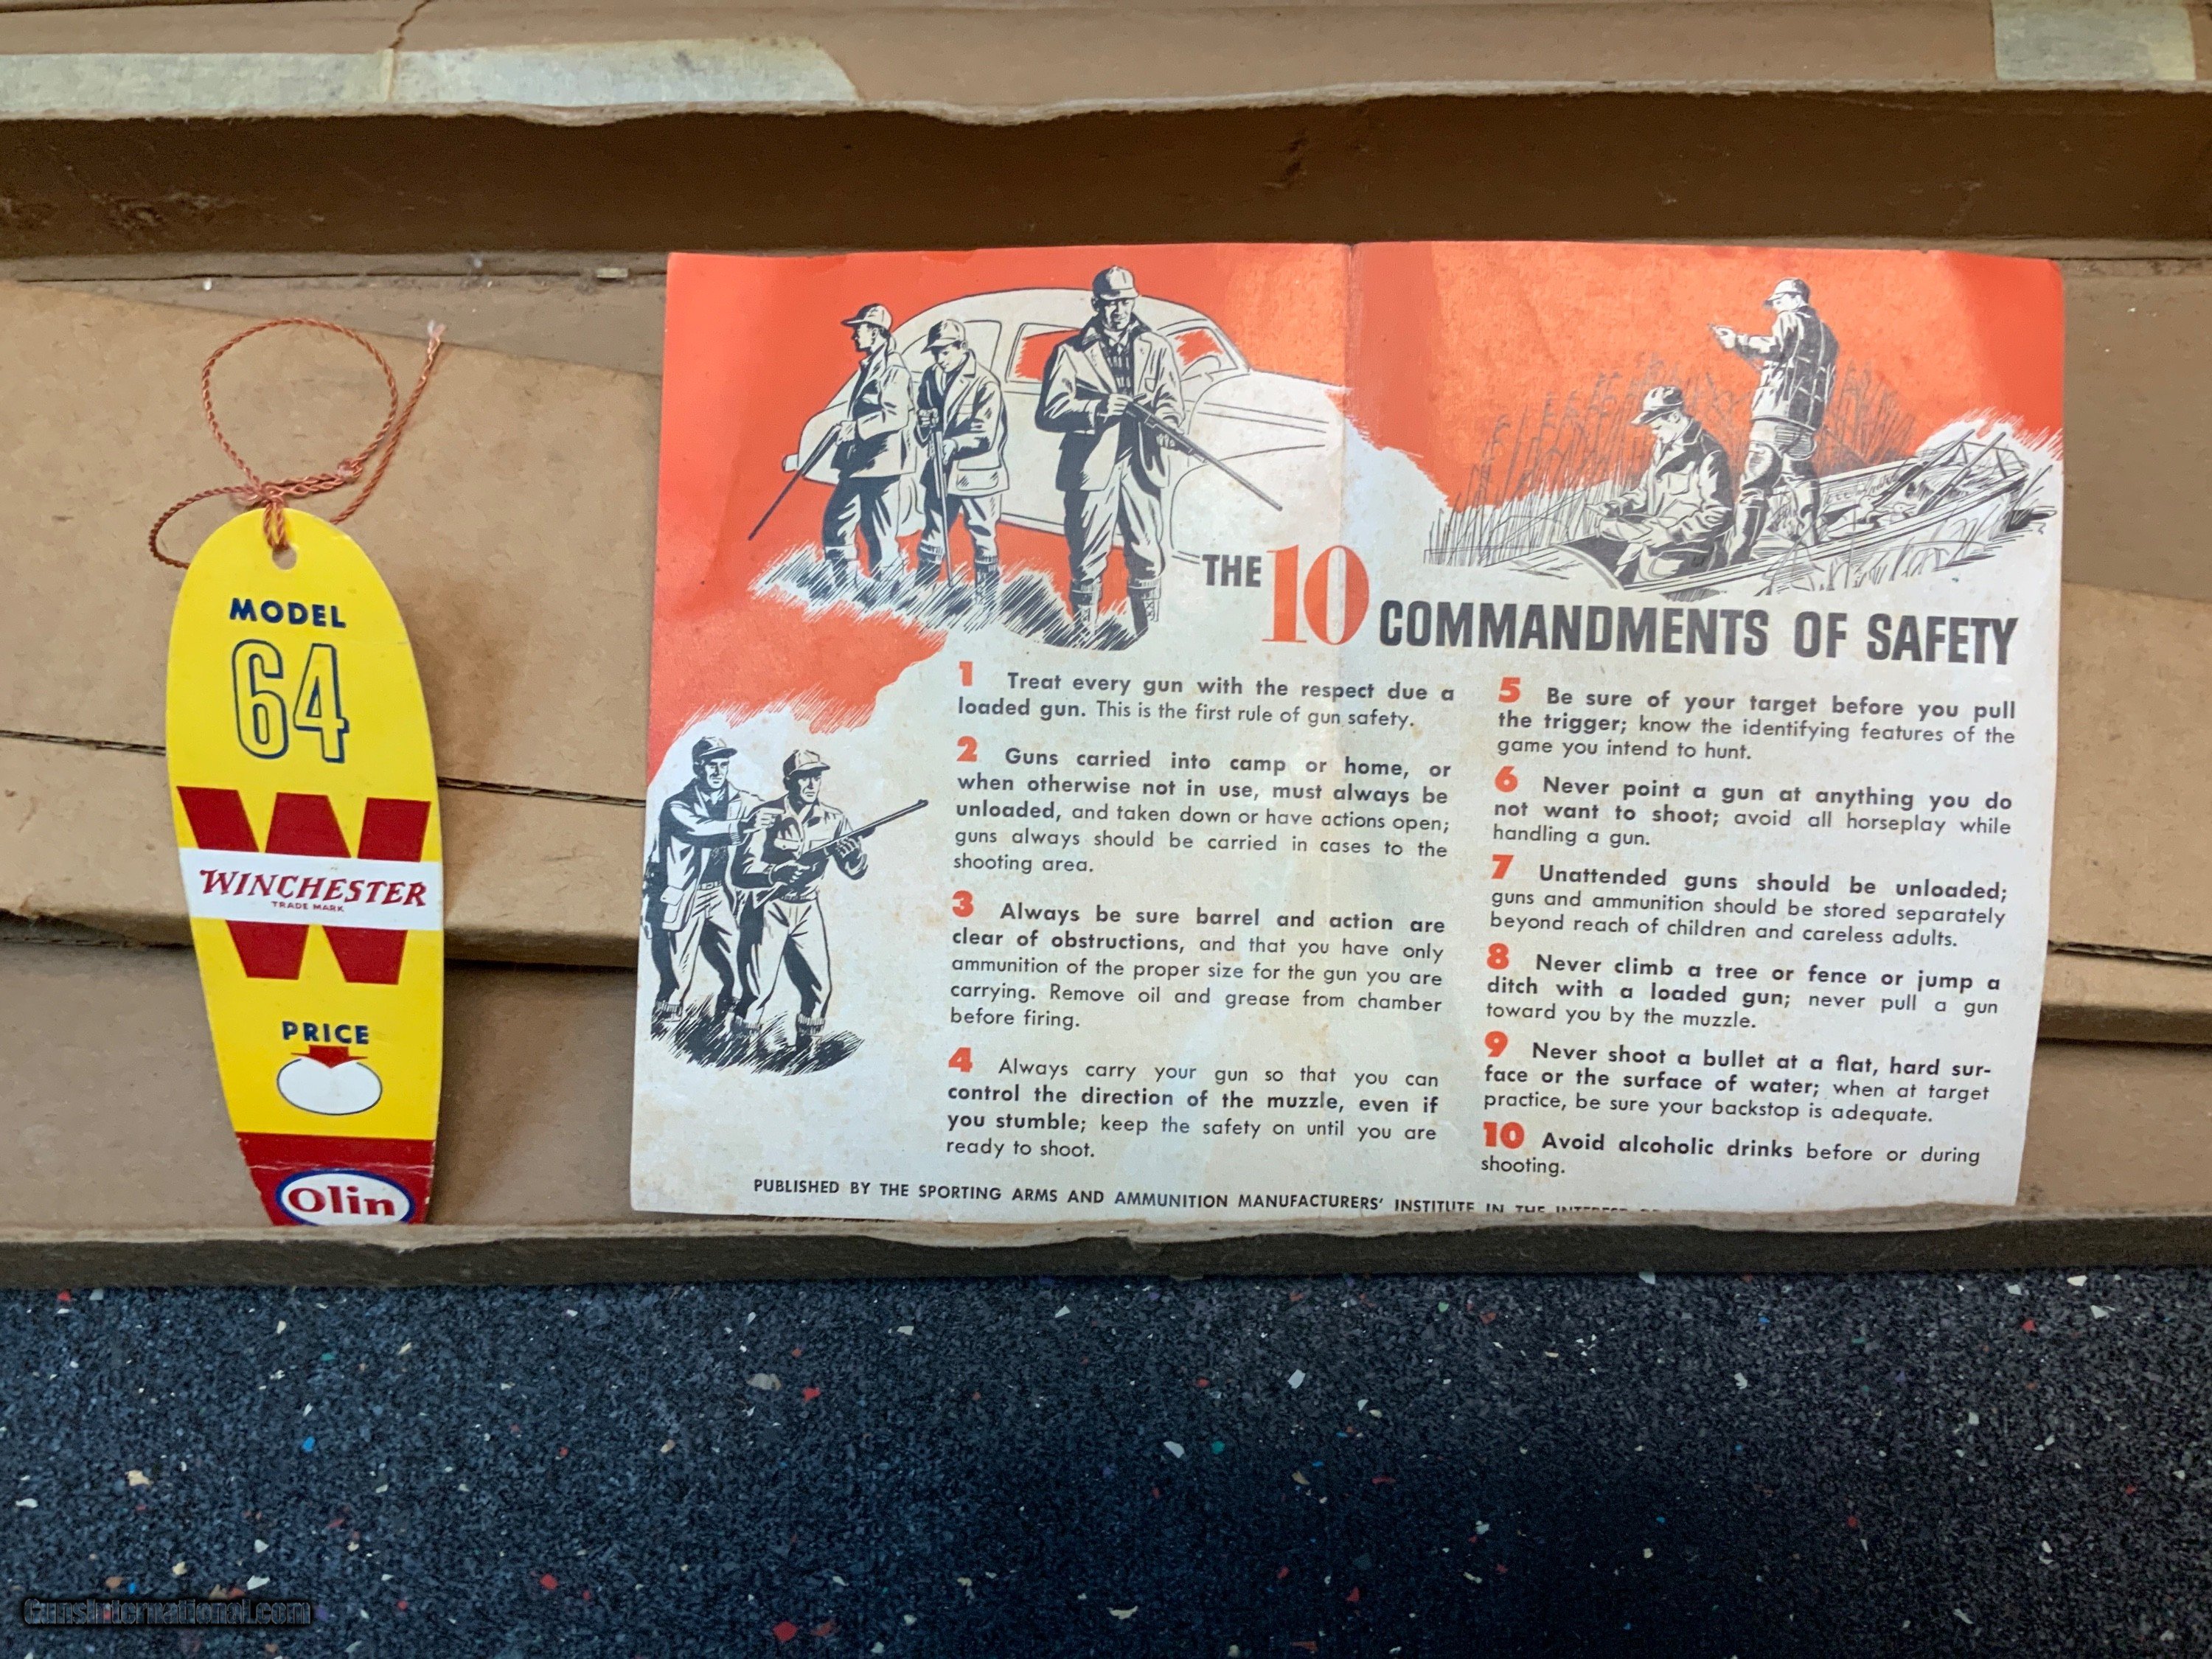 MODEL
64
WINCHESTER
TRADE MARK
PRICE
Olin
THE 10
COMMANDMENTS OF SAFETY
1 Treat every gun with the respect due a
loaded gun. This is the first rule of gun safety.
2 Guns carried into camp or home, or
when otherwise not in use, must always be
unloaded, and taken down or have actions open;
guns always should be carried in cases to the
shooting area.
3 Always be sure barrel and action are
clear of obstructions, and that you have only
ammunition of the proper size for the gun you are
carrying. Remove oil and grease from chamber
before firing.
4 Always carry your gun so that you can
control the direction of the muzzle, even if
you stumble; keep the safety on until you are
ready to shoot.
5 Be sure of your target before you pull
the trigger; know the identifying features of the
game you intend to hunt.
6 Never point a gun at anything you do
not want to shoot; avoid all horseplay while
handling a gun.
7 Unattended guns should be unloaded;
guns and ammunition should be stored separately
beyond reach of children and careless adults.
8 Never climb a tree or fence or jump a
ditch with a loaded gun; never pull a gun
toward you by the muzzle.
9 Never shoot a bullet at a flat, hard sur-
face or the surface of water; when at target
practice, be sure your backstop is adequate.
10 Avoid alcoholic drinks before or during
shooting.
PUBLISHED BY THE SPORTING ARMS AND AMMUNITION MANUFACTURERS' INSTITUTE IN THE INTEREST
GunsInternational.com